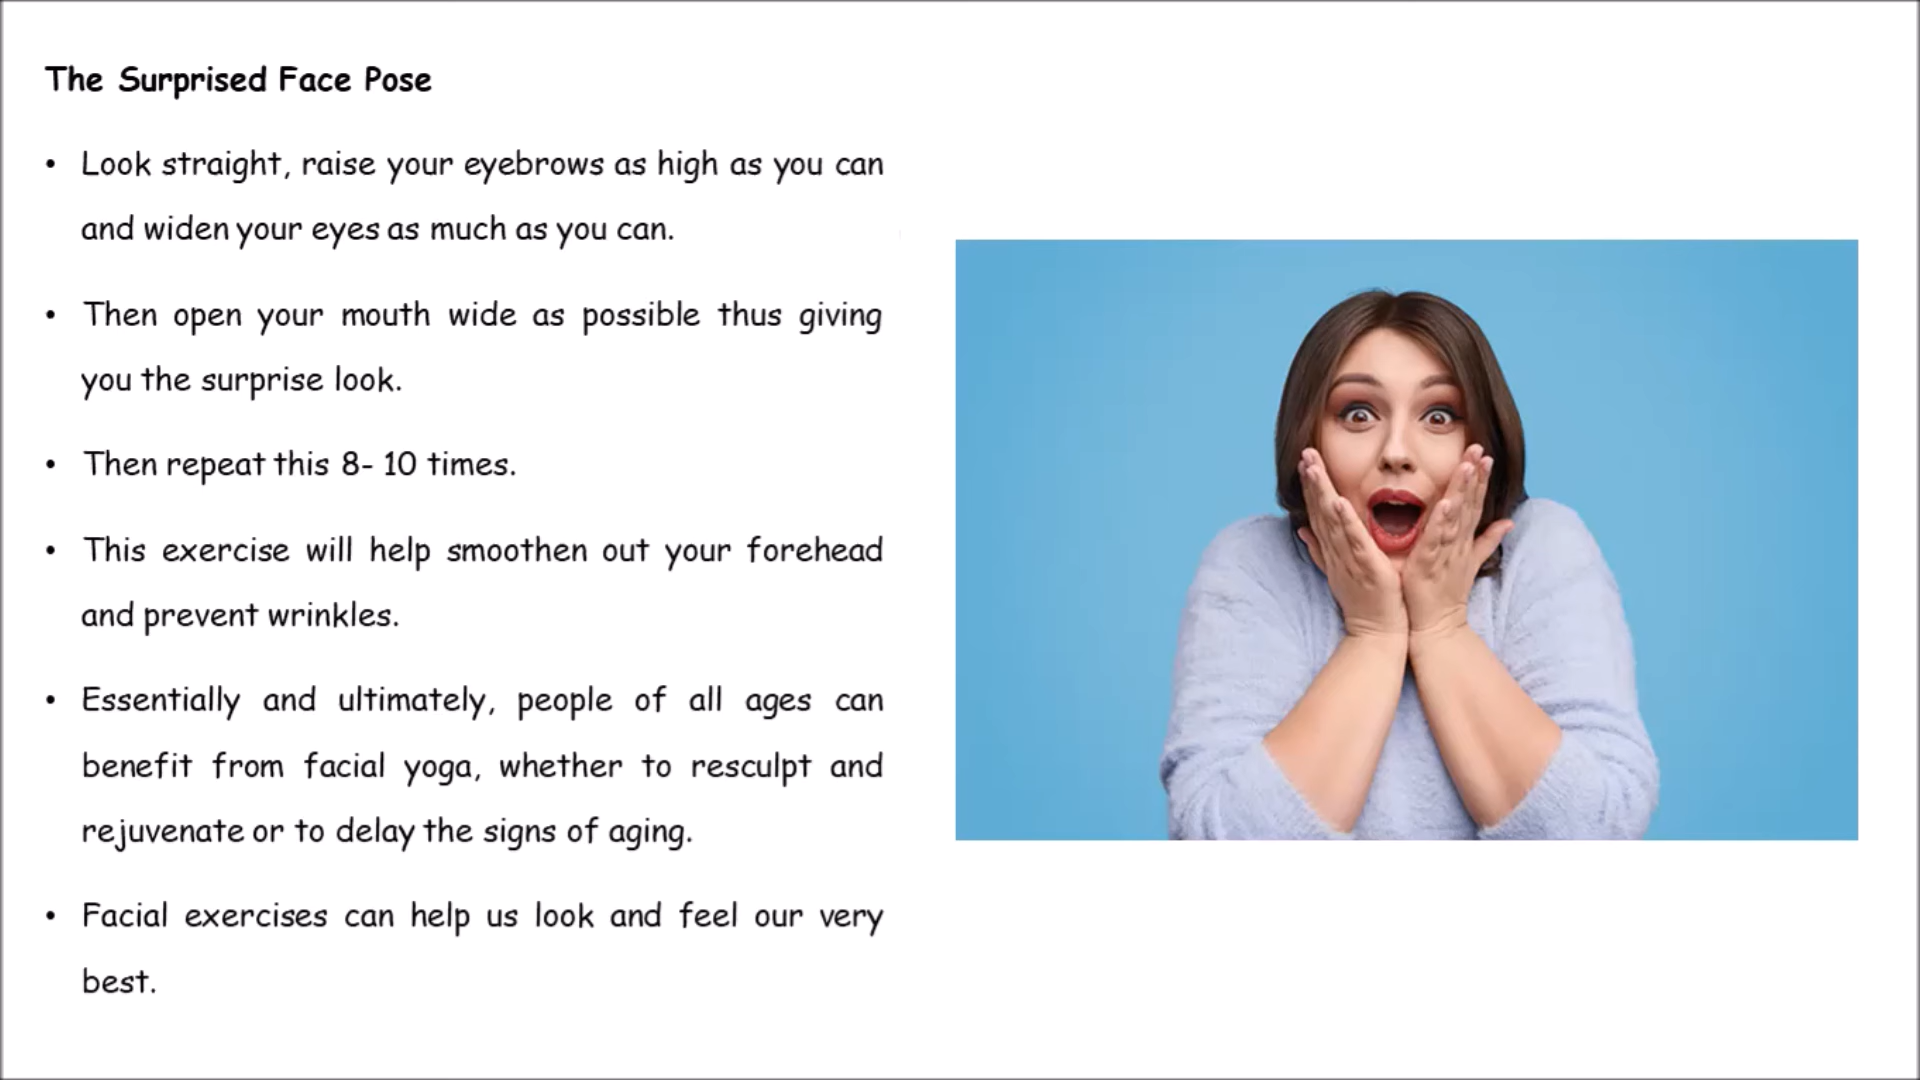 The Surprised Face Pose
• Look straight, raise your eyebrows as high as you can
and widen your eyes as much as you can.
• Then open your mouth wide as possible thus giving
you the surprise look.
• Then repeat this 8- 10 times.
• This exercise will help smoothen out your forehead
and prevent wrinkles.
• Essentially and ultimately, people of all ages can
benefit from facial yoga, whether to resculpt and
rejuvenate or to delay the signs of aging.
• Facial exercises can help us look and feel our very
best.